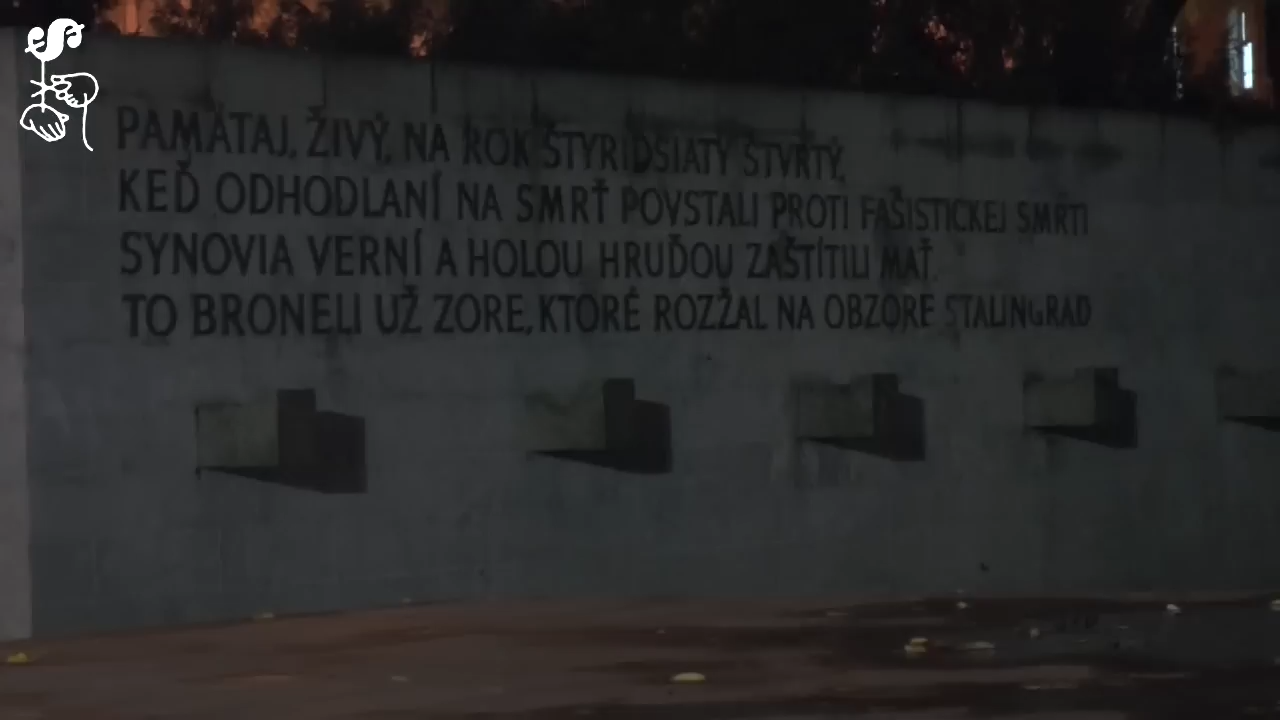 PAMÄTAJ, ŽIVÝ, NA ROK ŠTYRIDSIATY ŠTVRTÝ,
KEĎ ODHODLANÍ NA SMRŤ POVSTALI PROTI FAŠISTICKEJ SMRTI
SYNOVIA VERNÍ A HOLOU HRUĎOU ZAŠTÍTILI MAŤ.
TO BRONELI UŽ ZORE, KTORÉ ROZŽAL NA OBZORE STALINGRAD